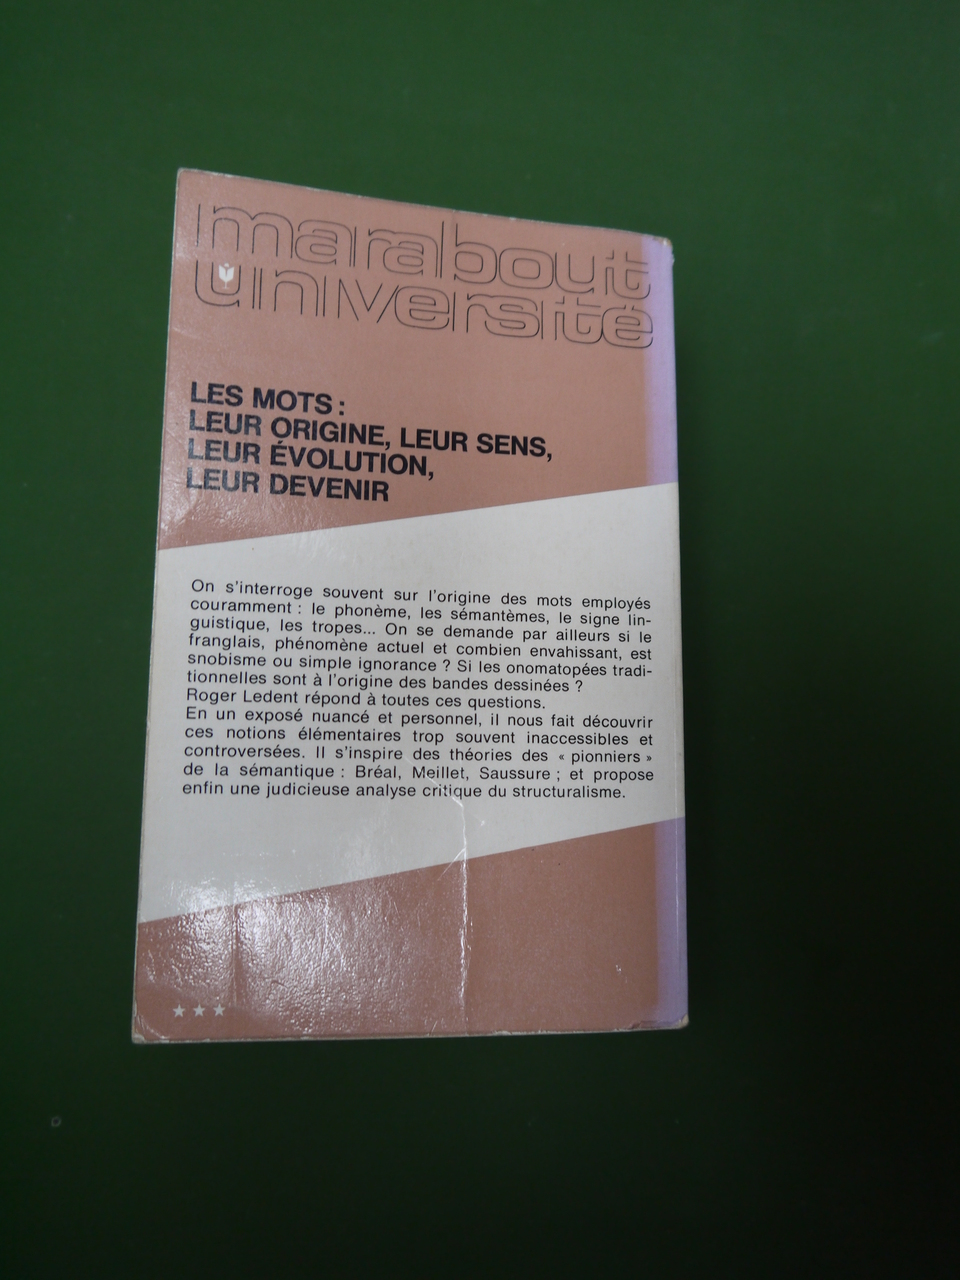 marabout
université
LES MOTS :
LEUR ORIGINE, LEUR SENS,
LEUR ÉVOLUTION,
LEUR DEVENIR
On s'interroge souvent sur l'origine des mots employés
couramment : le phonème, les sémantèmes, le signe lin-
guistique, les tropes... On se demande par ailleurs si le
franglais, phénomène actuel et combien envahissant, est
snobisme ou simple ignorance ? Si les onomatopées tradi-
tionnelles sont à l'origine des bandes dessinées ?
Roger Ledent répond à toutes ces questions.
En un exposé nuancé et personnel, il nous fait découvrir
ces notions élémentaires trop souvent inaccessibles et
controversées. Il s'inspire des théories des « pionniers »
de la sémantique : Bréal, Meillet, Saussure ; et propose
enfin une judicieuse analyse critique du structuralisme.